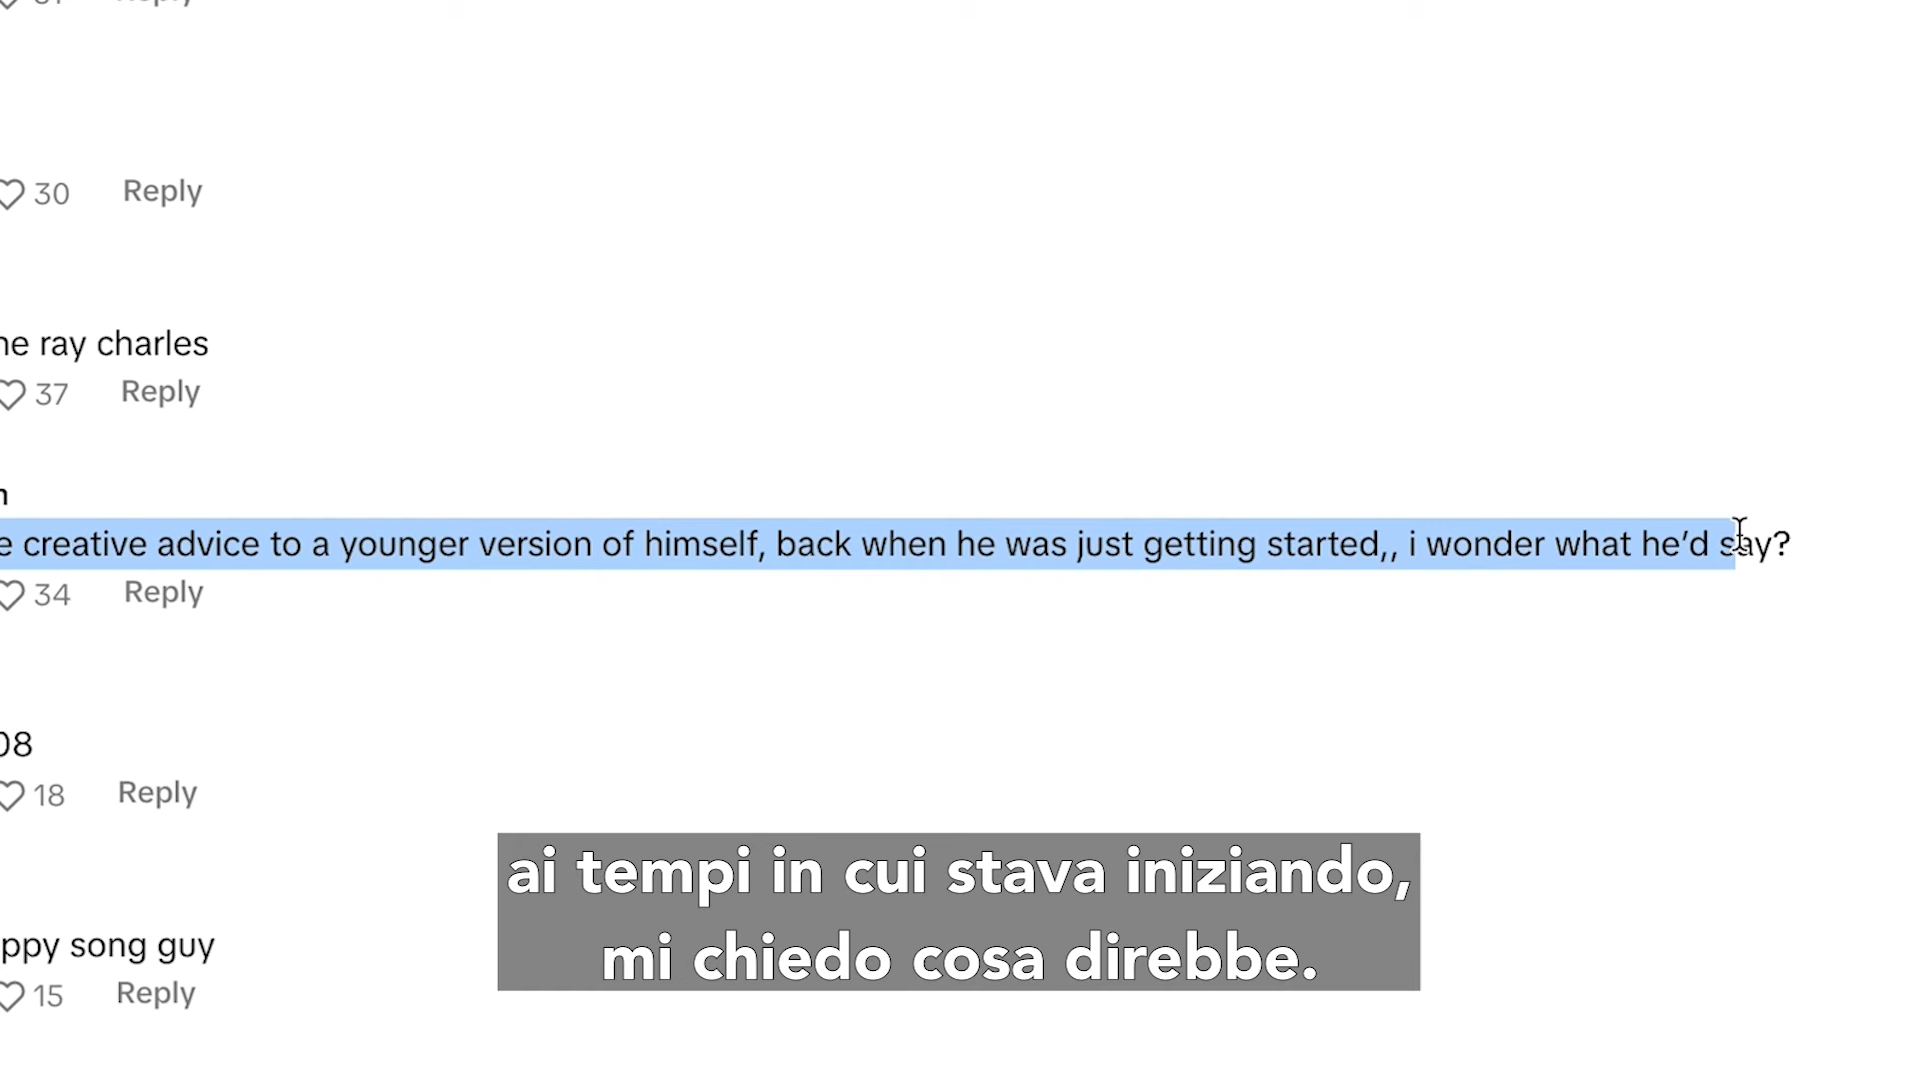 30 Reply
ne ray charles
37 Reply
e creative advice to a younger version of himself, back when he was just getting started,, i wonder what he’d say?
34 Reply
08
18 Reply
ai tempi in cui stava iniziando,
mi chiedo cosa direbbe.
ppy song guy
15 Reply